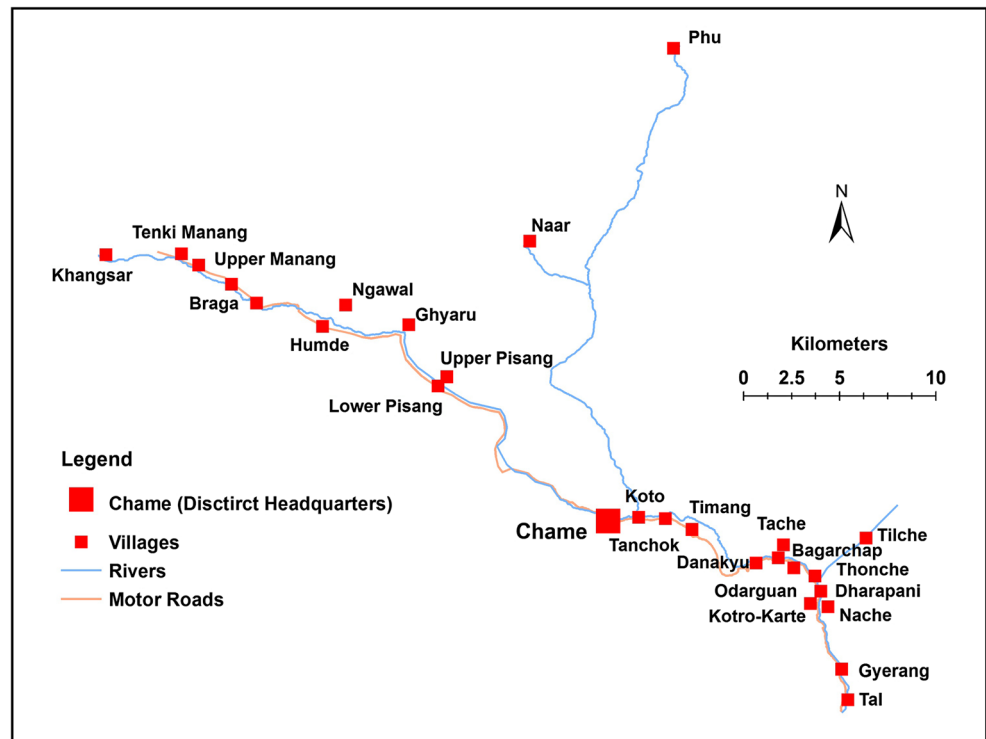 Phu
N
Naar
Tenki Manang
Upper Manang
Khangsar
Ngawal
Braga
Ghyaru
Humde
Kilometers
Upper Pisang
0 2.5 5 10
Lower Pisang
Legend
Chame (Disctirct Headquarters)
Koto
Timang
Chame
Tache
Tilche
Villages
Tanchok
Bagarchap
Danakyu
Thonche
Rivers
Odarguan
Dharapani
Motor Roads
Kotro-Karte
Nache
Gyerang
Tal